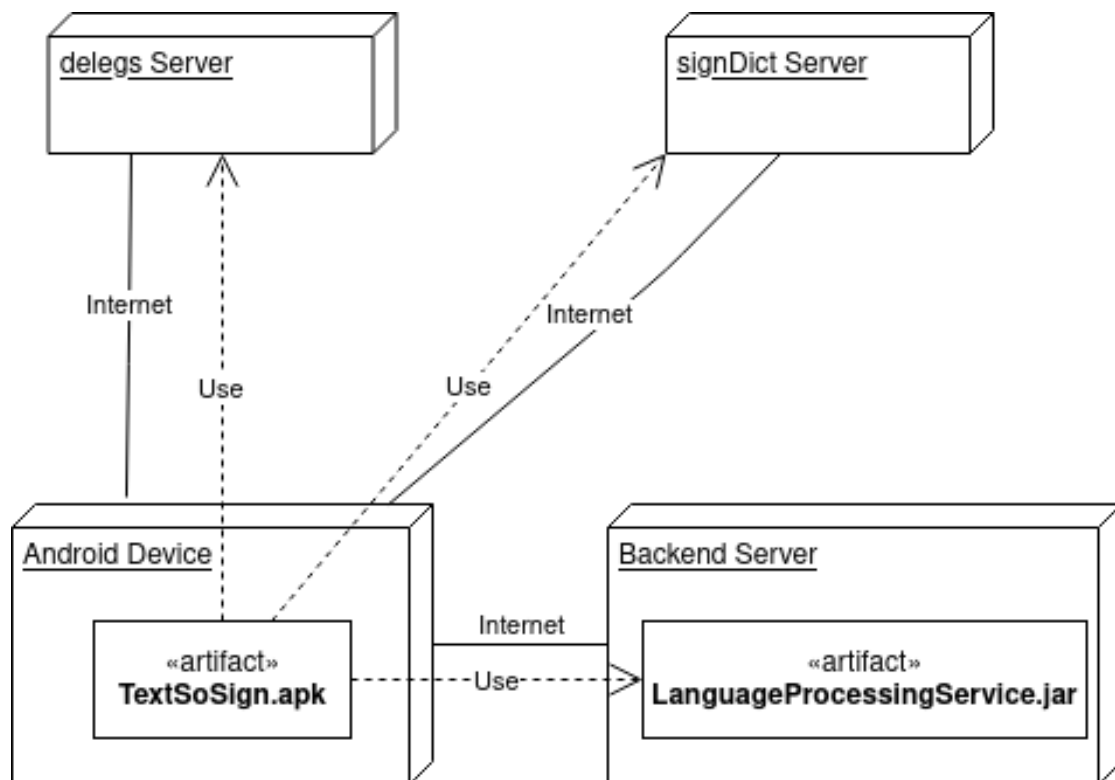 delegs Server
signDict Server
Internet
Internet
Use
Use
Android Device
Backend Server
Internet
«artifact»
TextSoSign.apk
Use
«artifact»
LanguageProcessingService.jar